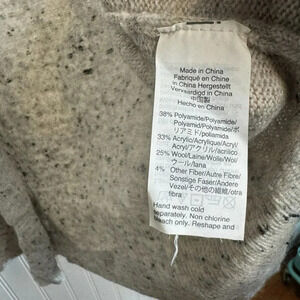 Made in China
Fabriqué en Chine
in China Hergestellt
Vervaardigd in China
中国製
Hecho en China
38% Polyamide/Polyamide/
Polyamid/Polyamide/ポ
リアミド/poliamida
33% Acrylic/Acrylique/Acryl/
Acryl/アクリル/acrílico
25% Wool/Laine/Wolle/Wol/
ウール/lana
4% Other Fiber/Autre Fibre/
Sonstige Faser/Andere
Vezel/その他の繊維/otra
fibra
Hand wash cold
separately. Non chlorine
bleach only. Reshape and